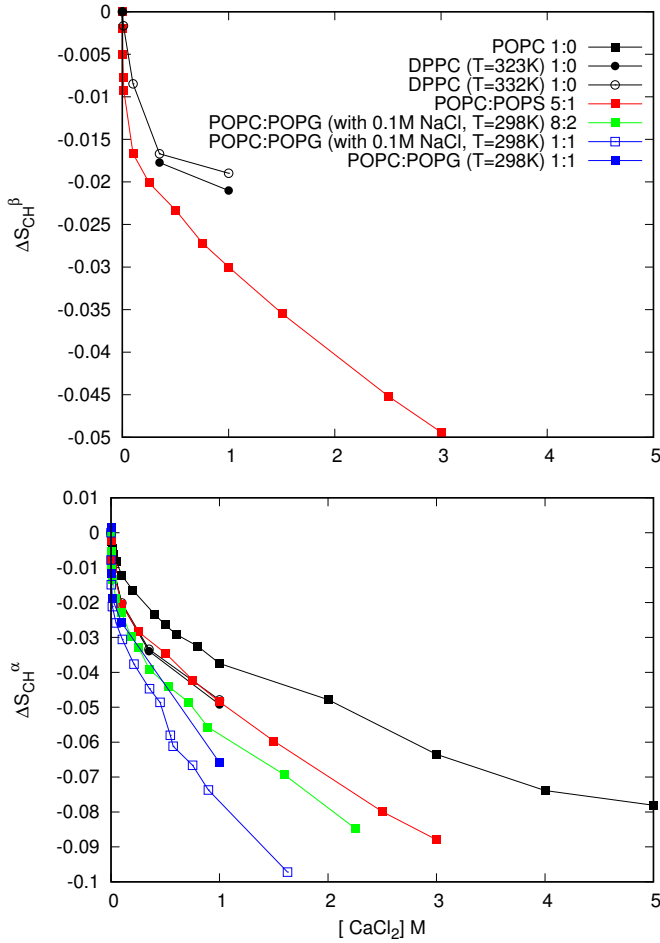 0
-0.005
-0.01
-0.015
-0.02
-0.025
-0.03
-0.035
-0.04
-0.045
-0.05
ΔS_CH^β
POPC 1:0
DPPC (T=323K) 1:0
DPPC (T=332K) 1:0
POPC:POPS 5:1
POPC:POPG (with 0.1M NaCl, T=298K) 8:2
POPC:POPG (with 0.1M NaCl, T=298K) 1:1
POPC:POPG (T=298K) 1:1
0 1 2 3 4 5
0.01
0
-0.01
-0.02
-0.03
-0.04
-0.05
-0.06
-0.07
-0.08
-0.09
-0.1
ΔS_CH^α
0 1 2 3 4 5
[ CaCl₂] M